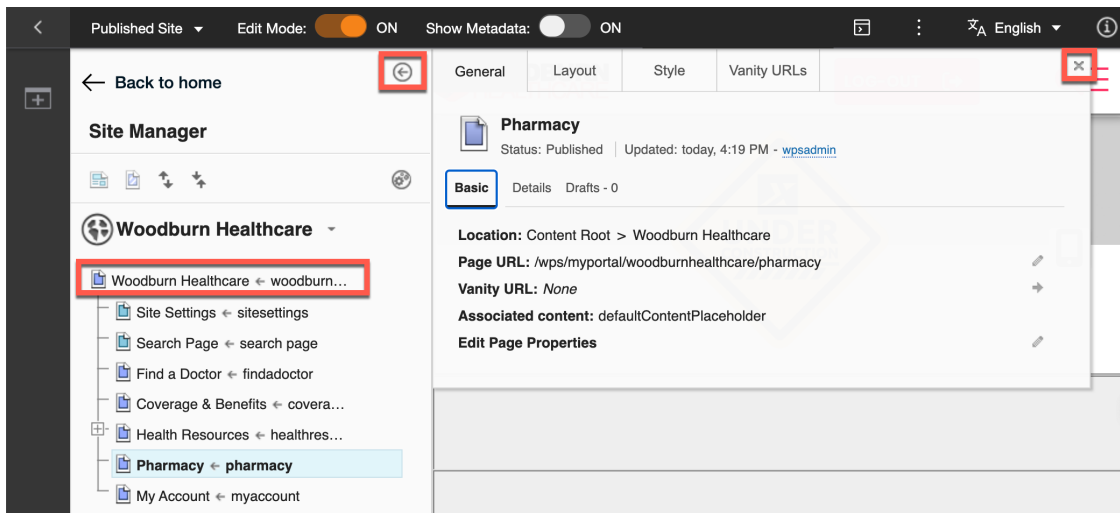 Published Site
Edit Mode:
ON
Show Metadata:
ON
English
Back to home
Site Manager
Woodburn Healthcare
Woodburn Healthcare ← woodburn…
Site Settings ← sitesettings
Search Page ← search page
Find a Doctor ← findadoctor
Coverage & Benefits ← covera…
Health Resources ← healthres…
Pharmacy ← pharmacy
My Account ← myaccount
General
Layout
Style
Vanity URLs
Pharmacy
Status: Published
Updated: today, 4:19 PM - wpsadmin
Basic
Details
Drafts - 0
Location: Content Root > Woodburn Healthcare
Page URL: /wps/myportal/woodburnhealthcare/pharmacy
Vanity URL: None
Associated content: defaultContentPlaceholder
Edit Page Properties
UNDER